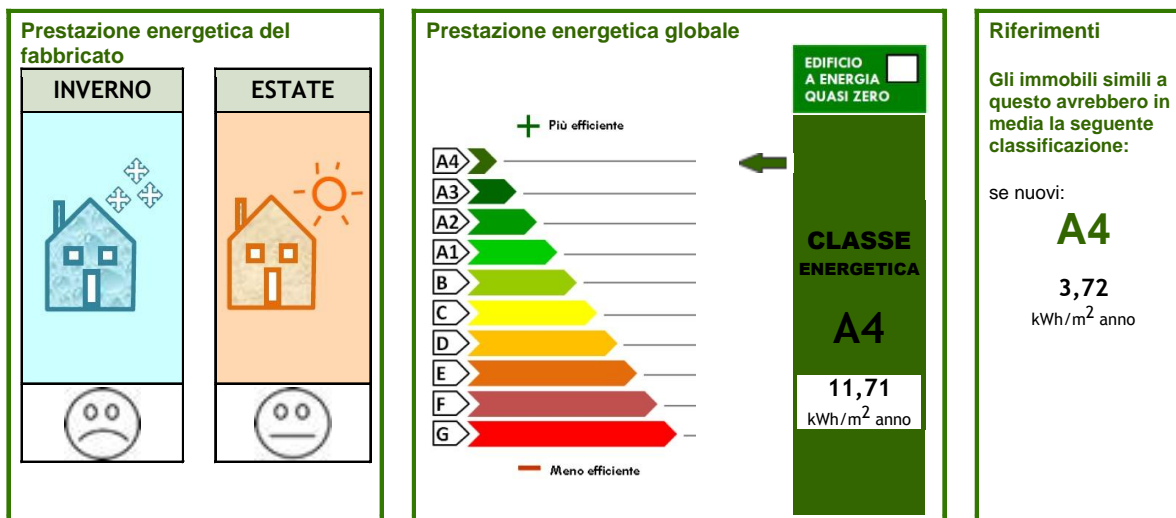 Prestazione energetica del
fabbricato
INVERNO
ESTATE
Prestazione energetica globale
EDIFICIO
A ENERGIA
QUASI ZERO
Più efficiente
A4
A3
A2
A1
B
C
D
E
F
G
Meno efficiente
CLASSE
ENERGETICA
A4
11,71
kWh/m² anno
Riferimenti
Gli immobili simili a
questo avrebbero in
media la seguente
classificazione:
se nuovi:
A4
3,72
kWh/m² anno